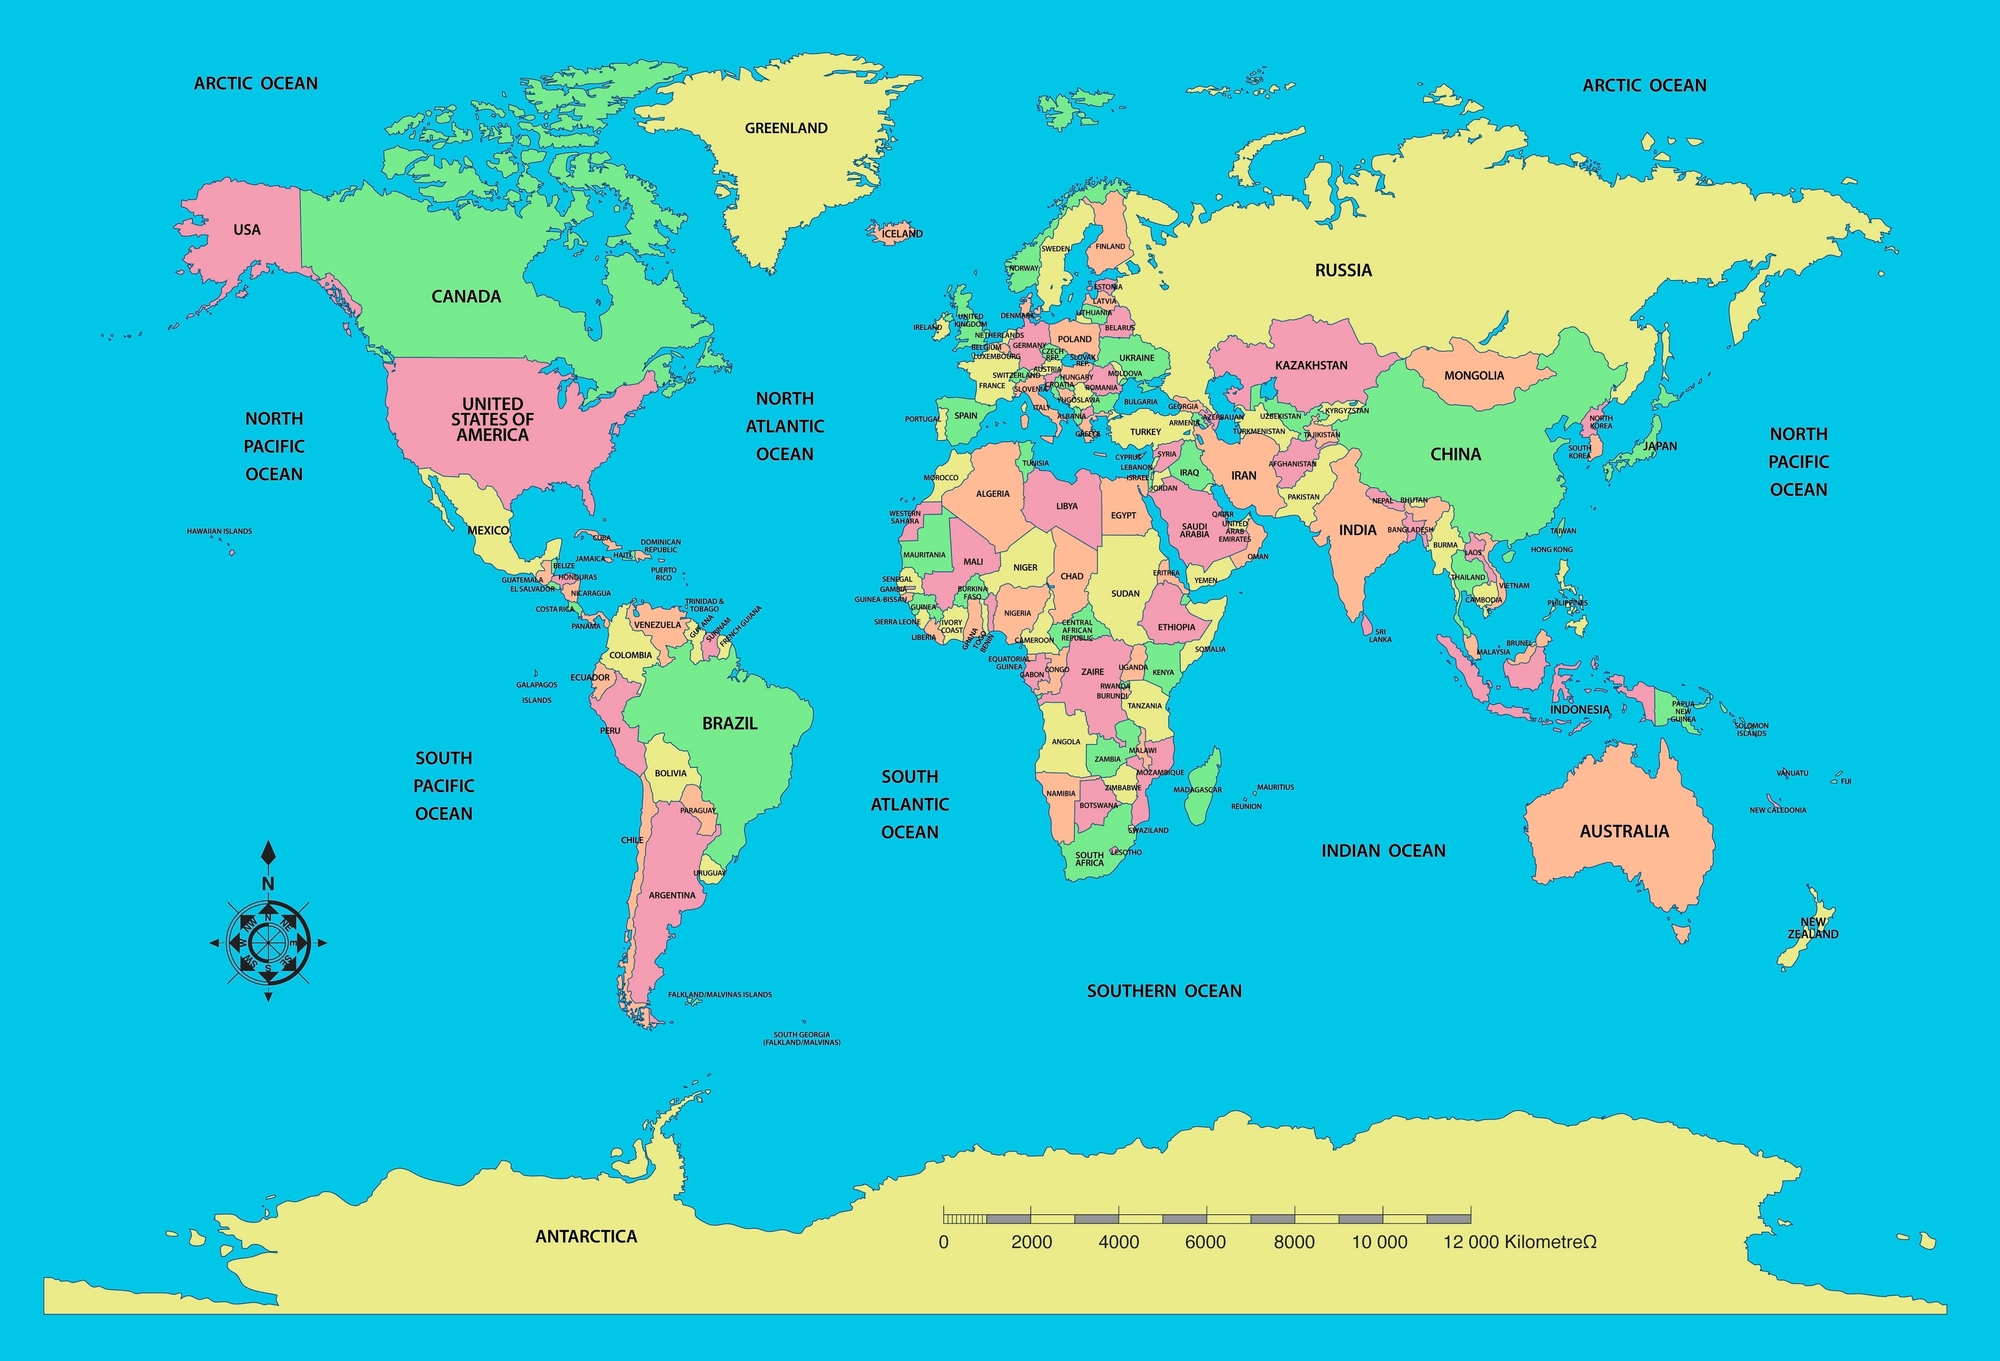 ARCTIC OCEAN
ARCTIC OCEAN
GREENLAND
USA
ICELAND
CANADA
RUSSIA
SWEDEN
FINLAND
NORWAY
ESTONIA
LATVIA
LITHUANIA
DENMARK
UNITED
KINGDOM
IRELAND
NETHERLANDS
BELARUS
BELGIUM
GERMANY
POLAND
LUXEMBOURG
CZECH
REP.
SLOVAK
REP.
UKRAINE
AUSTRIA
SWITZERLAND
HUNGARY
MOLDOVA
FRANCE
SLOVENIA
CROATIA
ROMANIA
YUGOSLAWIA
BULGARIA
ITALY
ALBANIA
PORTUGAL
SPAIN
GREECE
TURKEY
GEORGIA
ARMENIA
AZERBAIJAN
KAZAKHSTAN
MONGOLIA
UZBEKISTAN
KYRGYZSTAN
TURKMENISTAN
TAJIKISTAN
CHINA
NORTH
KOREA
SOUTH
KOREA
JAPAN
UNITED
STATES OF
AMERICA
NORTH
PACIFIC
OCEAN
NORTH
ATLANTIC
OCEAN
NORTH
PACIFIC
OCEAN
CYPRUS
LEBANON
ISRAEL
SYRIA
JORDAN
IRAQ
IRAN
AFGHANISTAN
PAKISTAN
INDIA
NEPAL
BHUTAN
BANGLADESH
BURMA
LAOS
THAILAND
VIETNAM
CAMBODIA
TAIWAN
HONG KONG
PHILIPPINES
SAUDI
ARABIA
QATAR
UNITED
ARAB
EMIRATES
OMAN
YEMEN
MOROCCO
TUNISIA
ALGERIA
LIBYA
EGYPT
WESTERN
SAHARA
MAURITANIA
MALI
NIGER
CHAD
SUDAN
ERITREA
SENEGAL
GAMBIA
GUINEA-BISSAU
GUINEA
SIERRA LEONE
LIBERIA
IVORY
COAST
BURKINA
FASO
GHANA
TOGO
BENIN
NIGERIA
CAMEROON
CENTRAL
AFRICAN
REPUBLIC
ETHIOPIA
SOMALIA
EQUATORIAL
GUINEA
GABON
CONGO
ZAIRE
UGANDA
KENYA
RWANDA
BURUNDI
TANZANIA
ANGOLA
ZAMBIA
MALAWI
MOZAMBIQUE
ZIMBABWE
NAMIBIA
BOTSWANA
MADAGASCAR
MAURITIUS
REUNION
SWAZILAND
LESOTHO
SOUTH
AFRICA
HAWAIIAN ISLANDS
MEXICO
CUBA
DOMINICAN
REPUBLIC
JAMAICA
HAITI
PUERTO
RICO
BELIZE
GUATEMALA
HONDURAS
EL SALVADOR
NICARAGUA
COSTA RICA
PANAMA
TRINIDAD &
TOBAGO
VENEZUELA
GUYANA
SURINAM
FRENCH GUIANA
COLOMBIA
ECUADOR
GALAPAGOS
ISLANDS
PERU
BRAZIL
BOLIVIA
PARAGUAY
CHILE
URUGUAY
ARGENTINA
SOUTH
PACIFIC
OCEAN
SOUTH
ATLANTIC
OCEAN
SRI
LANKA
MALAYSIA
BRUNEI
INDONESIA
PAPUA
NEW
GUINEA
SOLOMON
ISLANDS
VANUATU
FIJI
NEW CALEDONIA
AUSTRALIA
NEW
ZEALAND
INDIAN OCEAN
SOUTHERN OCEAN
N
N
NE
E
SE
S
SW
W
NW
FALKLAND/MALVINAS ISLANDS
SOUTH GEORGIA
(FALKLAND/MALVINAS)
ANTARCTICA
0 2000 4000 6000 8000 10 000 12 000 KilometreΩ